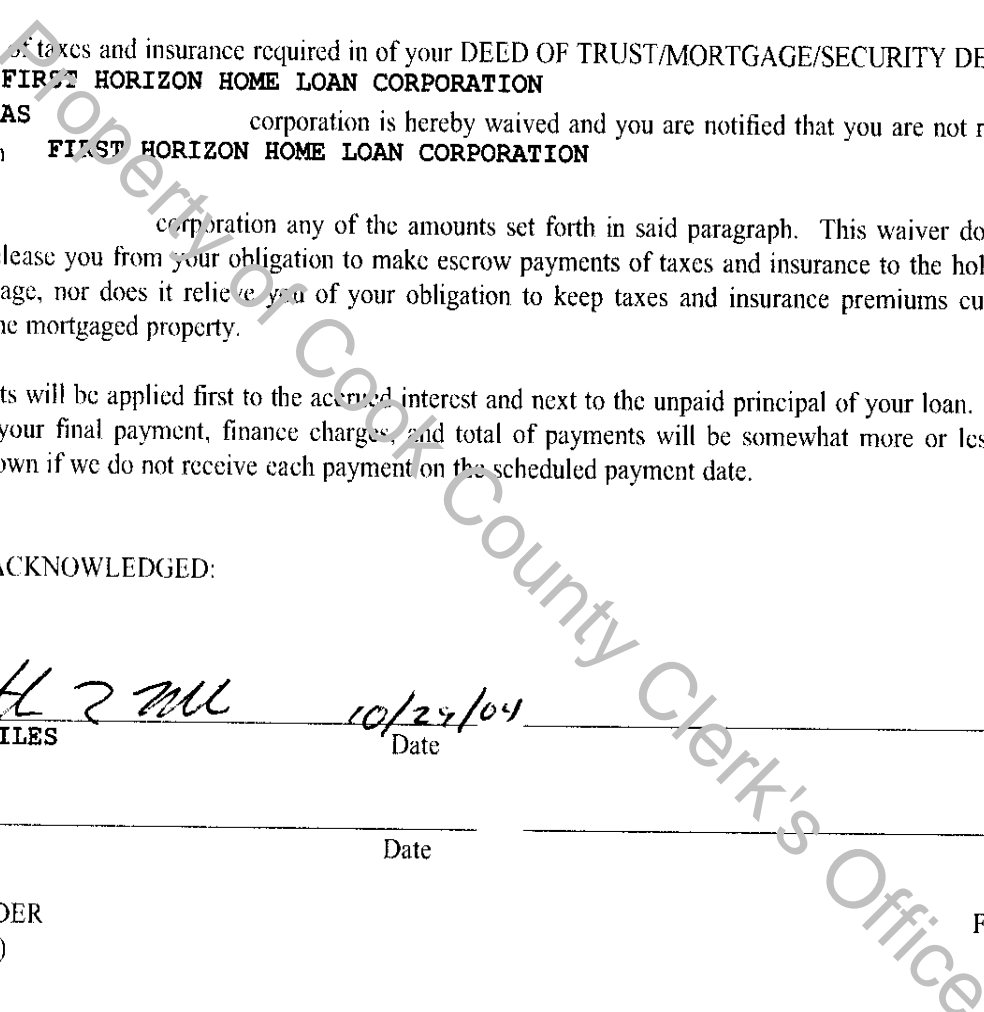 of taxes and insurance required in of your DEED OF TRUST/MORTGAGE/SECURITY DE
FIRST HORIZON HOME LOAN CORPORATION
AS
corporation is hereby waived and you are not notified that you are not r
FIRST HORIZON HOME LOAN CORPORATION
corporation any of the amounts set forth in said paragraph. This waiver do
lease you from your obligation to make escrow payments of taxes and insurance to the hol
age, nor does it relieve you of your obligation to keep taxes and insurance premiums cu
he mortgaged property.
ts will be applied first to the accrued interest and next to the unpaid principal of your loan.
your final payment, finance charges, and total of payments will be somewhat more or les
own if we do not receive each payment on the scheduled payment date.
ACKNOWLEDGED:
10/29/04
ILES
Date
Date
DER
F
)
Property of Cook County Clerk's Office